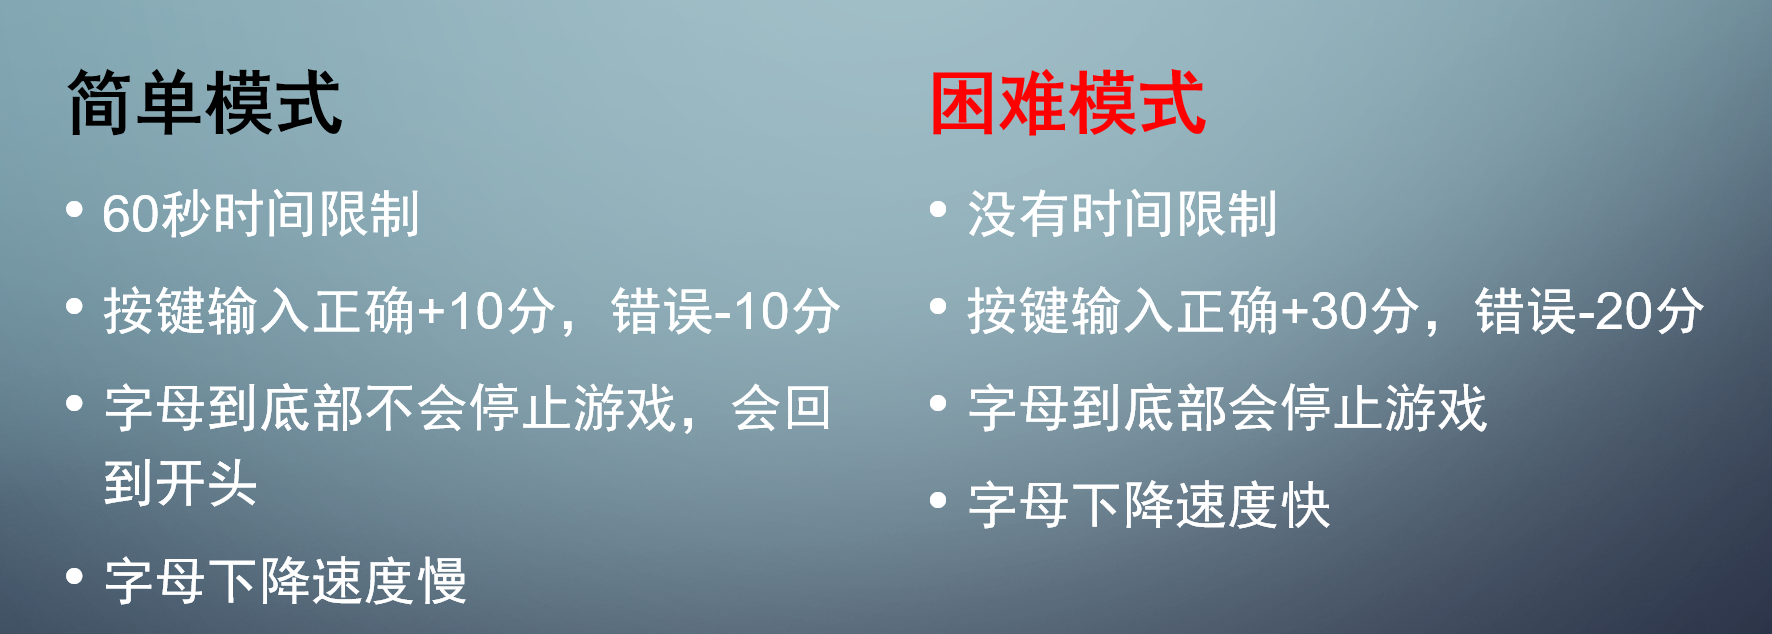 简单模式
• 60秒时间限制
• 按键输入正确+10分，错误-10分
• 字母到底部不会停止游戏，会回
到开头
• 字母下降速度慢
困难模式
• 没有时间限制
• 按键输入正确+30分，错误-20分
• 字母到底部会停止游戏
• 字母下降速度快